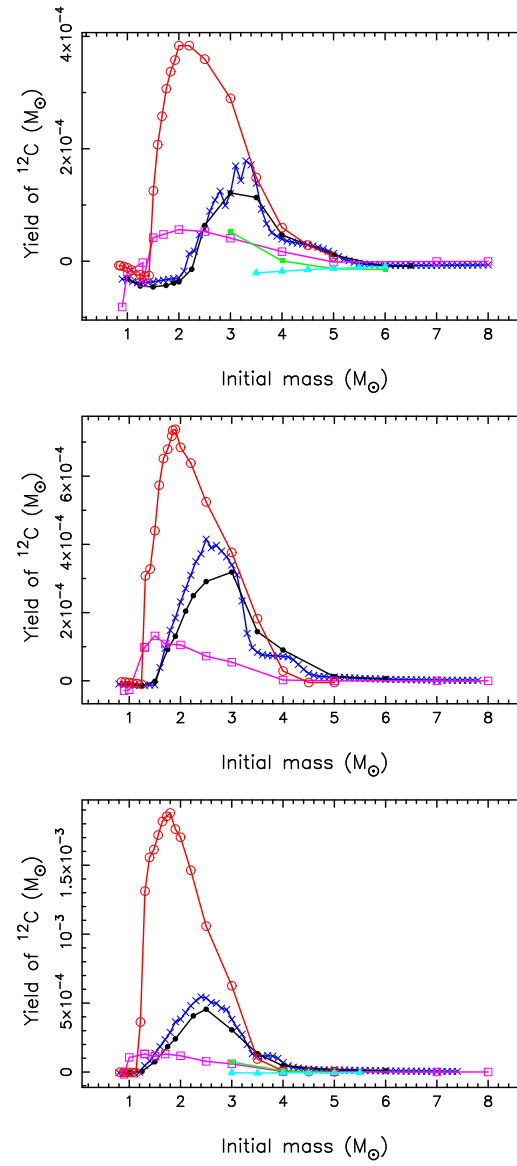 4×10⁻⁴
2×10⁻⁴
0
Yield of ¹²C (M☉)
1 2 3 4 5 6 7 8
Initial mass (M☉)
6×10⁻⁴
4×10⁻⁴
2×10⁻⁴
0
Yield of ¹²C (M☉)
1 2 3 4 5 6 7 8
Initial mass (M☉)
1.5×10⁻³
10⁻³
5×10⁻⁴
0
Yield of ¹²C (M☉)
1 2 3 4 5 6 7 8
Initial mass (M☉)